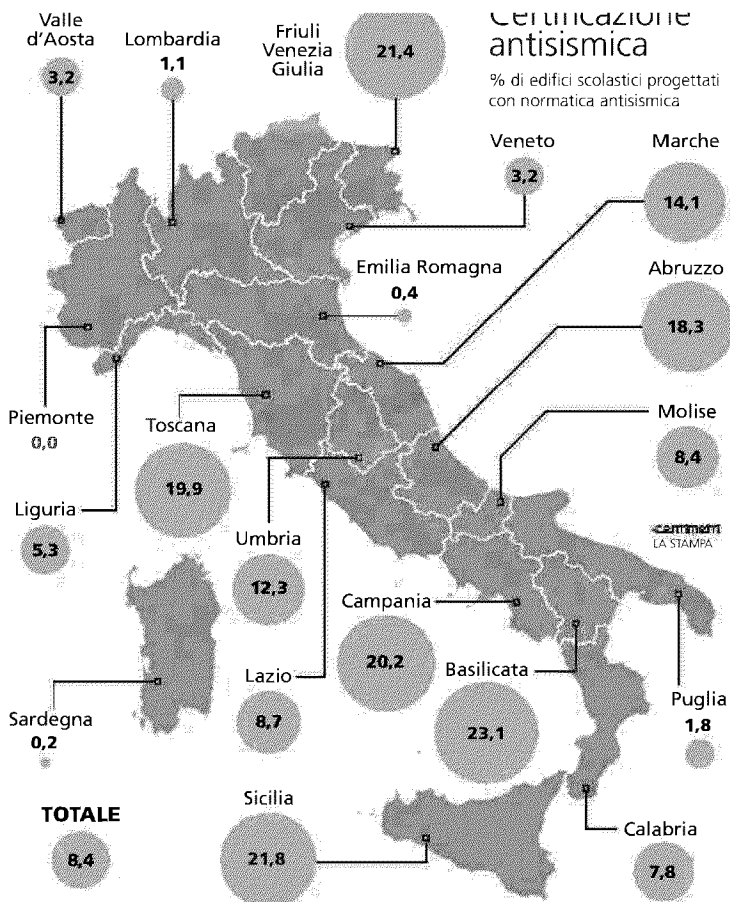 Certificazione
antisismica
% di edifici scolastici progettati
con normatica antisismica
Valle
d'Aosta
3,2
Lombardia
1,1
Friuli
Venezia
Giulia
21,4
Veneto
3,2
Marche
14,1
Emilia Romagna
0,4
Abruzzo
18,3
Piemonte
0,0
Toscana
19,9
Molise
8,4
Liguria
5,3
Umbria
12,3
LA STAMPA
Campania
20,2
Basilicata
23,1
Lazio
8,7
Puglia
1,8
Sardegna
0,2
TOTALE
8,4
Sicilia
21,8
Calabria
7,8